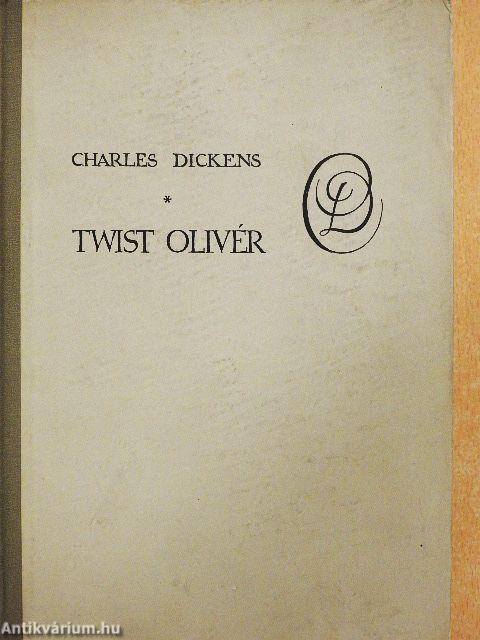 CHARLES DICKENS
*
TWIST OLIVÉR
Antikvárium.hu